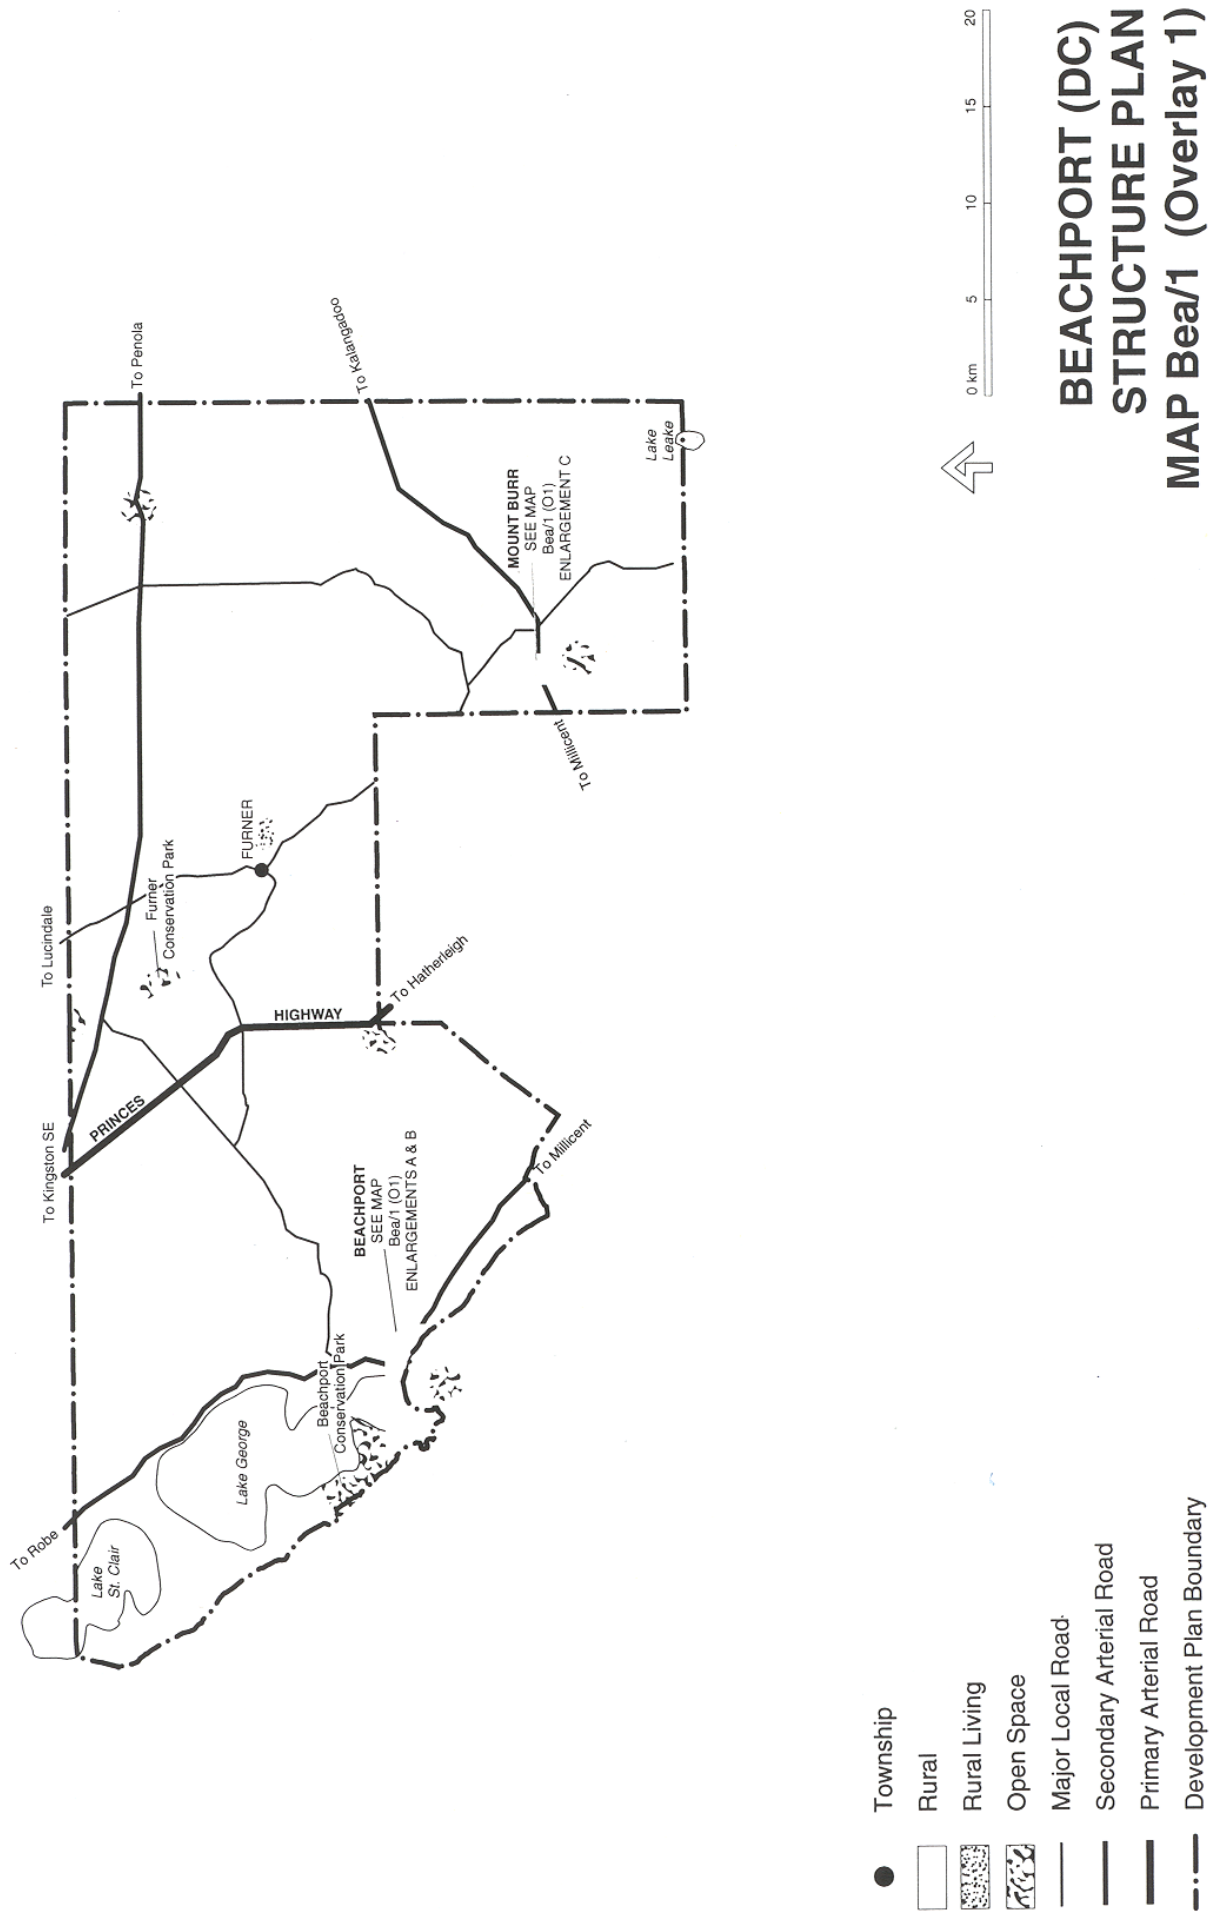 To Robe
To Kingston SE
To Lucindale
Lake
St. Clair
PRINCES
To Penola
Furner
Conservation Park
Lake George
FURNER
HIGHWAY
Beachport
Conservation Park
BEACHPORT
SEE MAP
Bea/1 (O1)
ENLARGEMENTS A & B
To Hatherleigh
To Kalangadoo
MOUNT BURR
SEE MAP
Bea/1 (O1)
ENLARGEMENT C
To Millicent
To Millicent
Lake
Leake
Township
Rural
Rural Living
Open Space
Major Local Road
Secondary Arterial Road
Primary Arterial Road
Development Plan Boundary
0 km 5 10 15 20
BEACHPORT (DC)
STRUCTURE PLAN
MAP Bea/1 (Overlay 1)